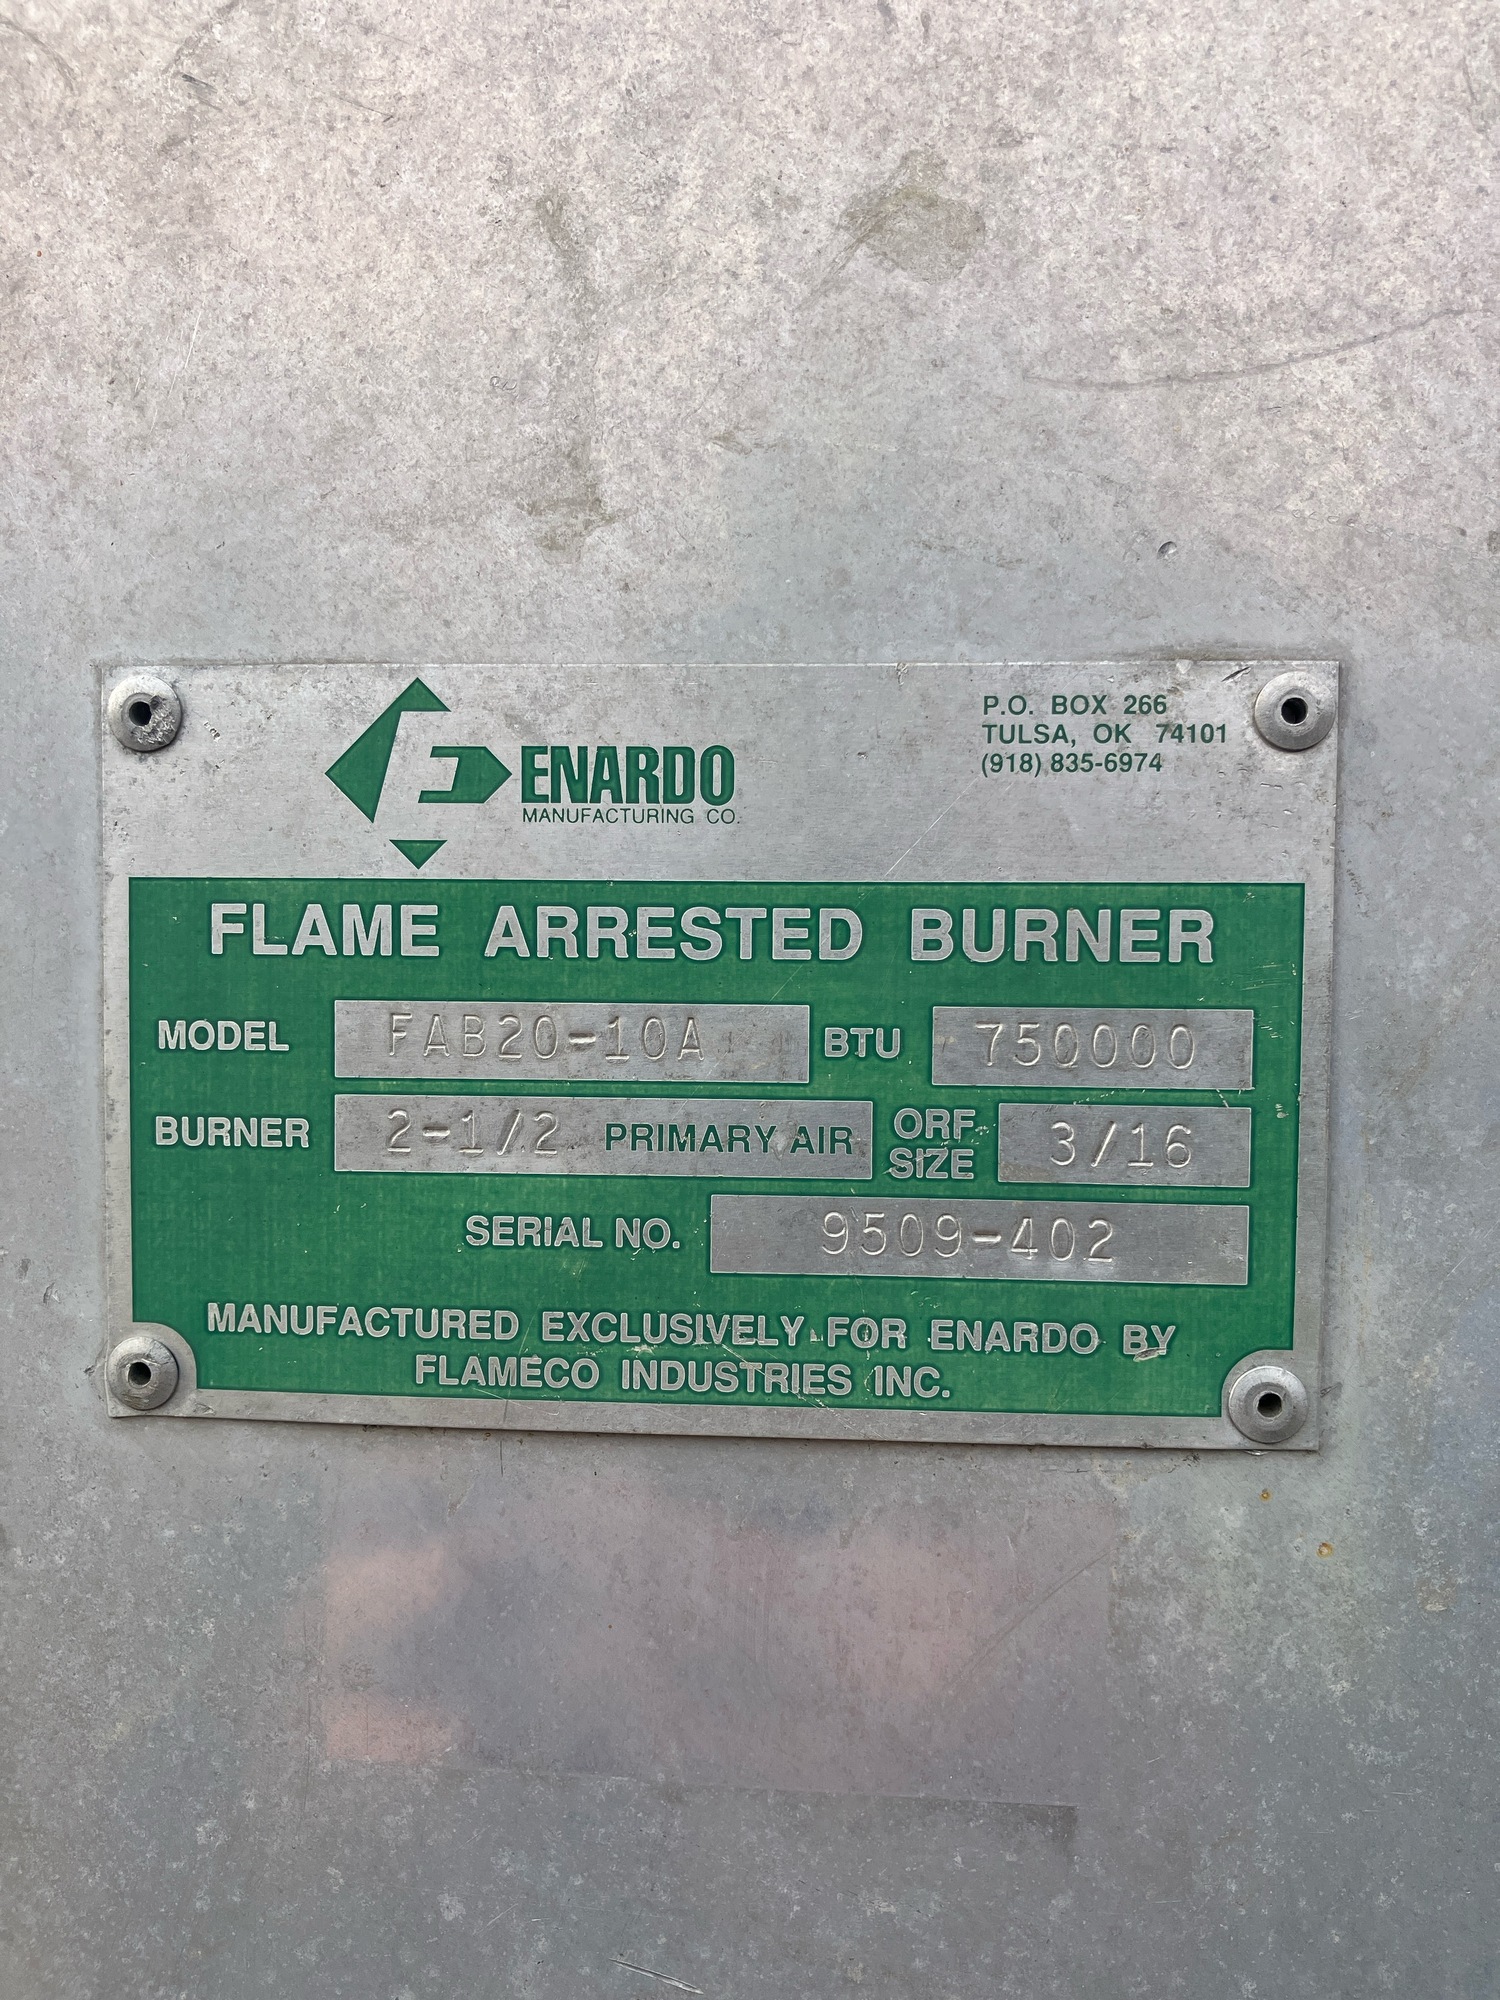 ENARDO
MANUFACTURING CO.
P.O. BOX 266
TULSA, OK 74101
(918) 835-6974
FLAME ARRESTED BURNER
MODEL FAB20-10A BTU 750000
BURNER 2-1/2 PRIMARY AIR ORF SIZE 3/16
SERIAL NO. 9509-402
MANUFACTURED EXCLUSIVELY FOR ENARDO BY
FLAMECO INDUSTRIES INC.